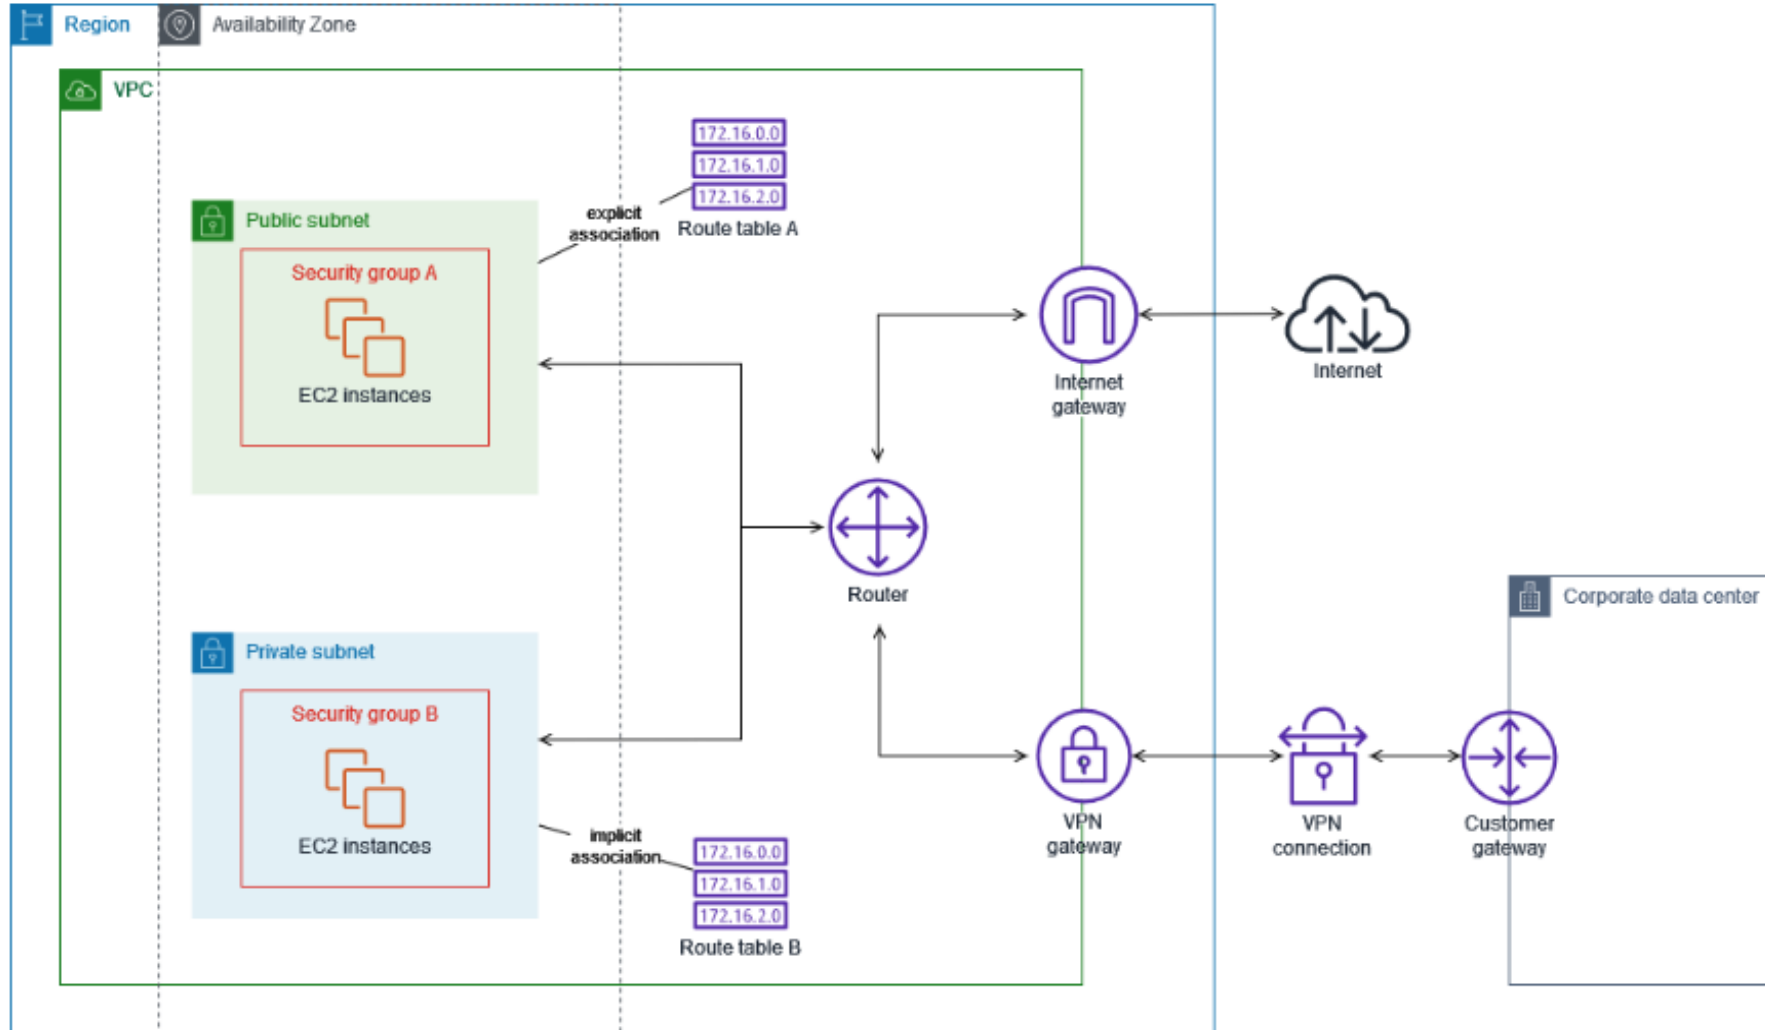 Region
Availability Zone
VPC
172.16.0.0
172.16.1.0
172.16.2.0
Route table A
explicit
association
Public subnet
Security group A
EC2 instances
Internet
gateway
Internet
Router
Corporate data center
Private subnet
Security group B
EC2 instances
implicit
association
172.16.0.0
172.16.1.0
172.16.2.0
Route table B
VPN
gateway
VPN
connection
Customer
gateway